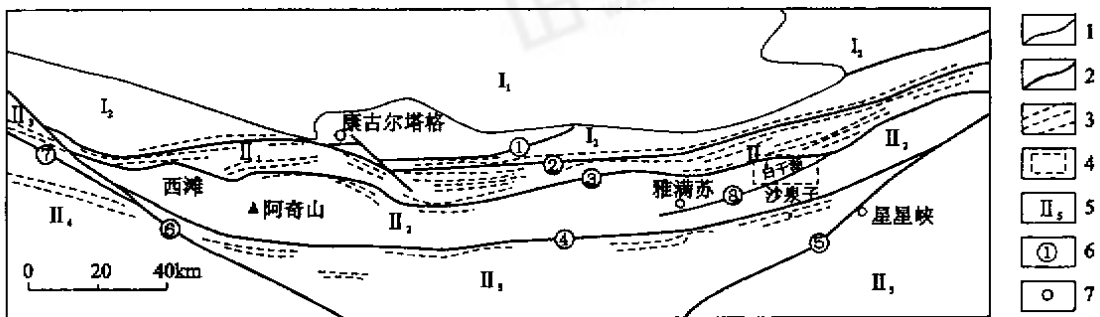 I₁
I₂
I₂
I₂
II₃
II₁
II
II₂
II₂
II₄
II₃
II₅
康古尔塔格
西滩
阿奇山
雅满苏
白干湖
沙泉子
星星峡
①
②
③
④
⑤
⑥
⑦
⑧
0 20 40km
1
2
3
4
II₅ 5
① 6
7